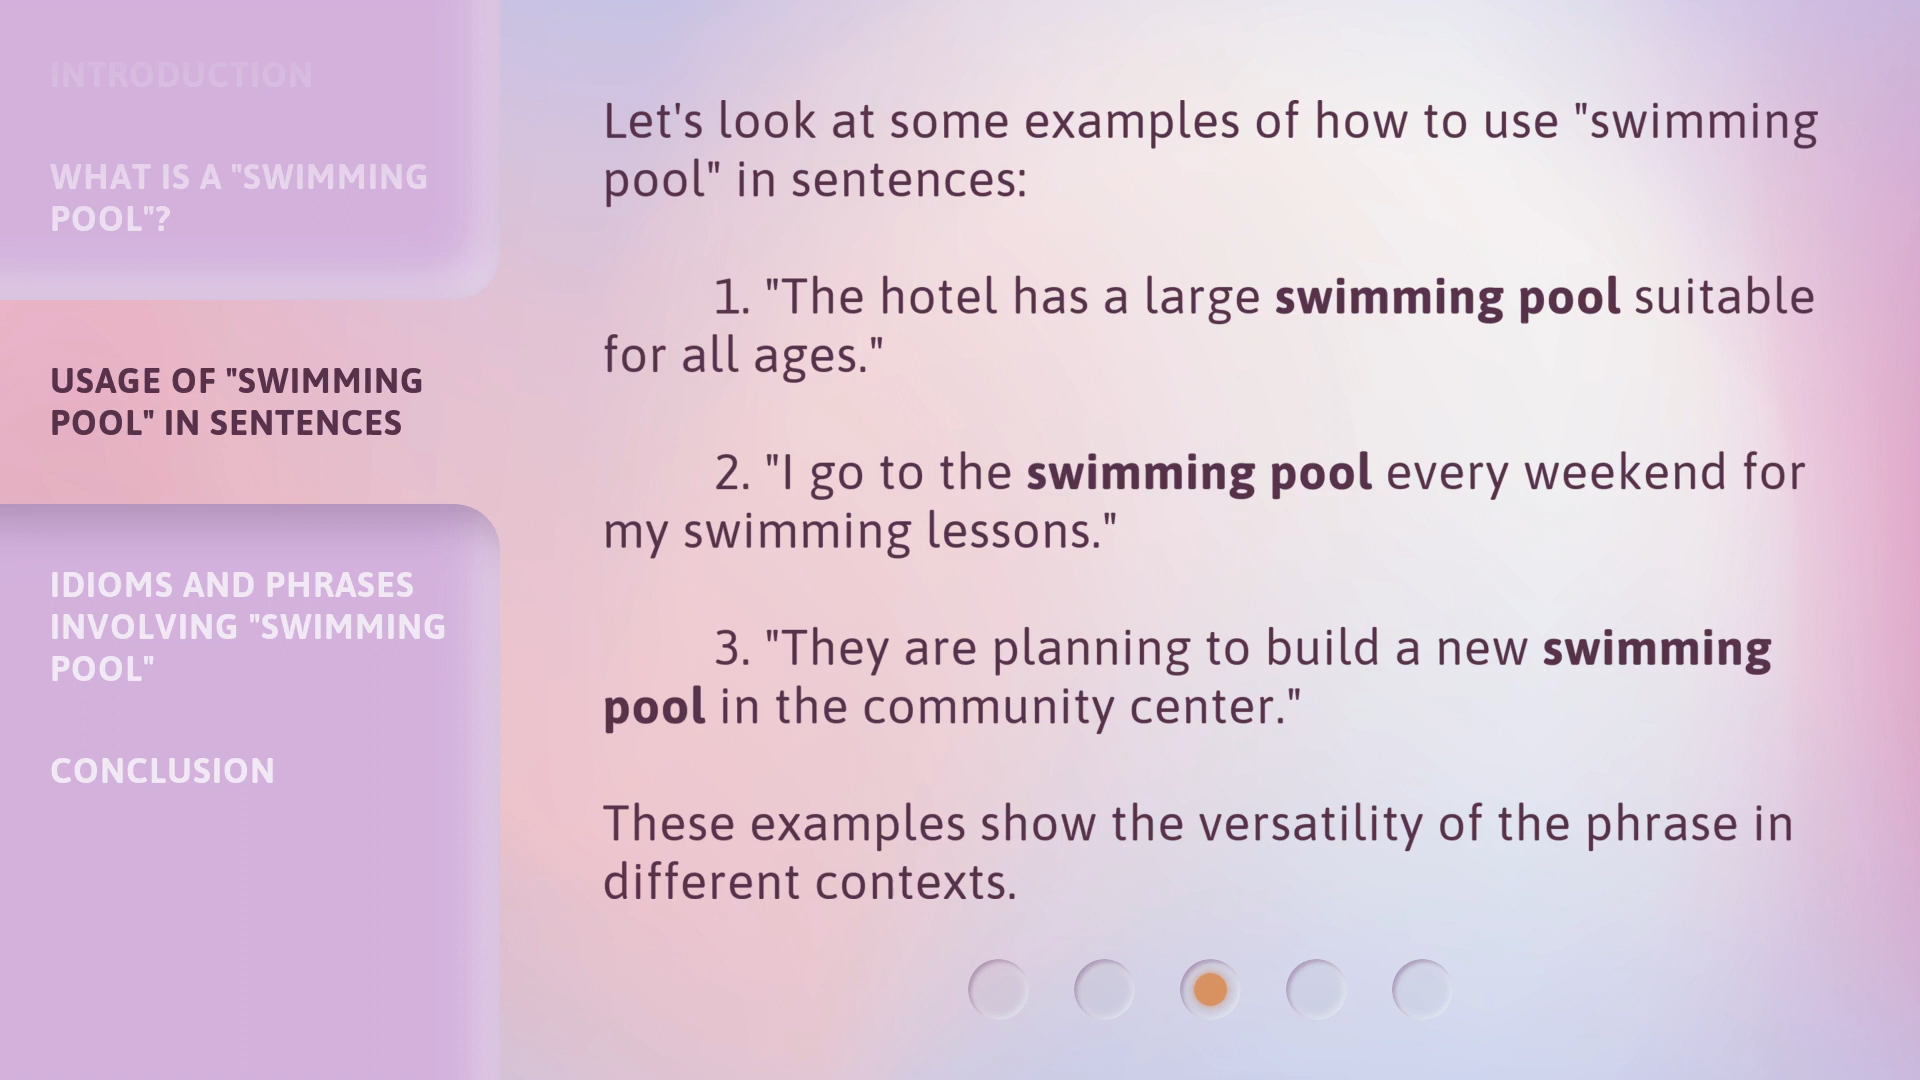 INTRODUCTION
WHAT IS A "SWIMMING
POOL"?
USAGE OF "SWIMMING
POOL" IN SENTENCES
IDIOMS AND PHRASES
INVOLVING "SWIMMING
POOL"
CONCLUSION
Let's look at some examples of how to use "swimming
pool" in sentences:
1. "The hotel has a large swimming pool suitable
for all ages."
2. "I go to the swimming pool every weekend for
my swimming lessons."
3. "They are planning to build a new swimming
pool in the community center."
These examples show the versatility of the phrase in
different contexts.